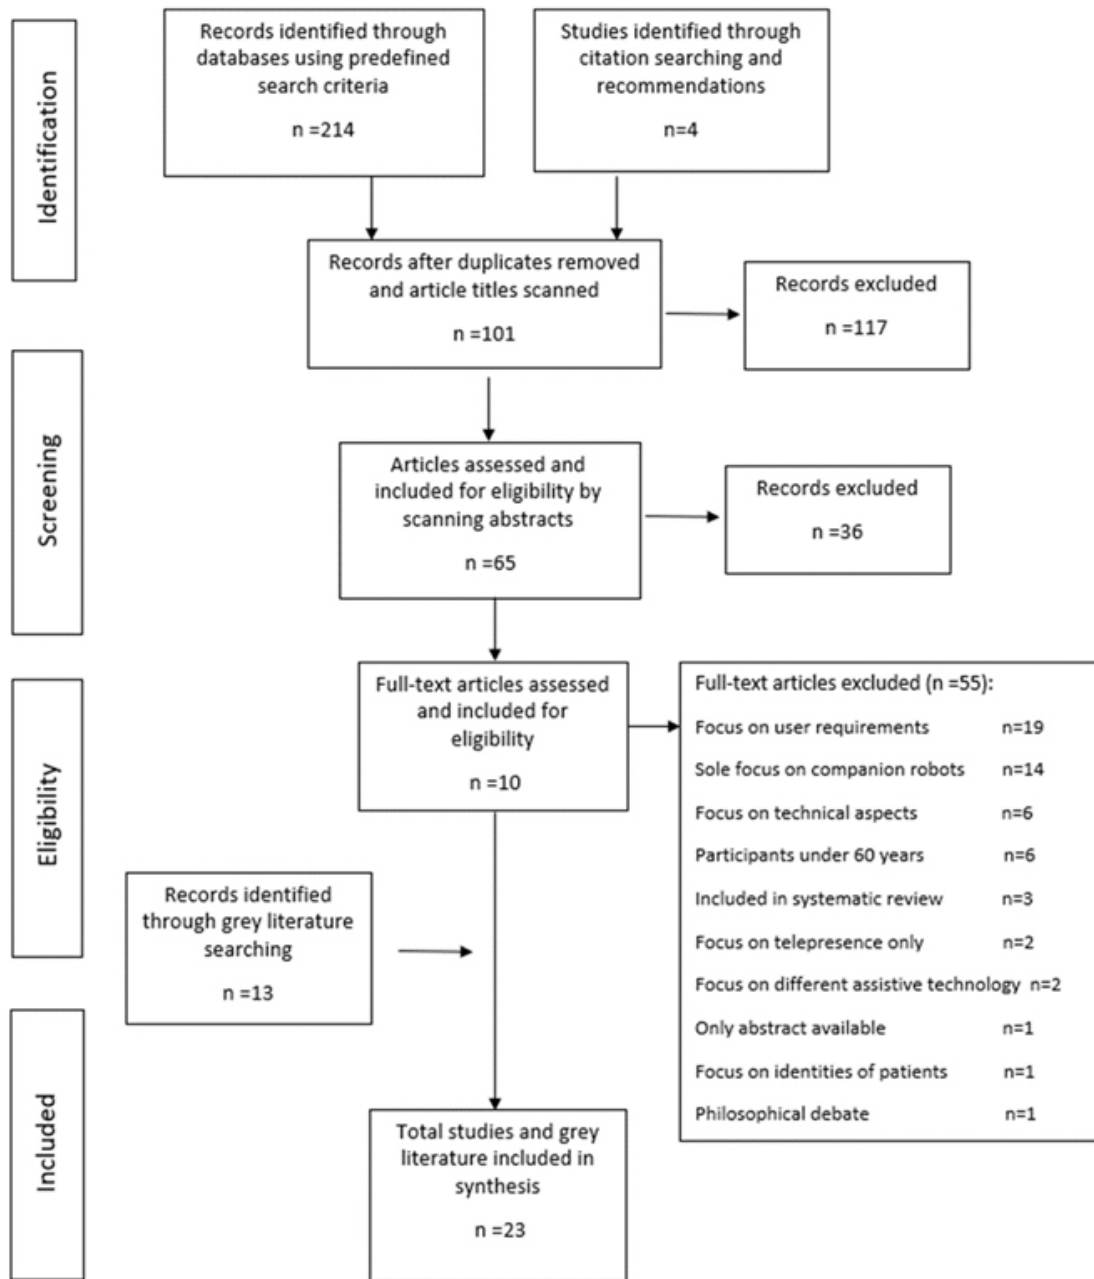 Identification
Records identified through
databases using predefined
search criteria
n =214
Studies identified through
citation searching and
recommendations
n=4
Records after duplicates removed
and article titles scanned
n =101
Records excluded
n =117
Screening
Articles assessed and
included for eligibility by
scanning abstracts
n =65
Records excluded
n =36
Eligibility
Full-text articles assessed
and included for
eligibility
n =10
Full-text articles excluded (n =55):
Focus on user requirements n=19
Sole focus on companion robots n=14
Focus on technical aspects n=6
Participants under 60 years n=6
Included in systematic review n=3
Focus on telepresence only n=2
Focus on different assistive technology n=2
Only abstract available n=1
Focus on identities of patients n=1
Philosophical debate n=1
Records identified
through grey literature
searching
n =13
Included
Total studies and grey
literature included in
synthesis
n =23